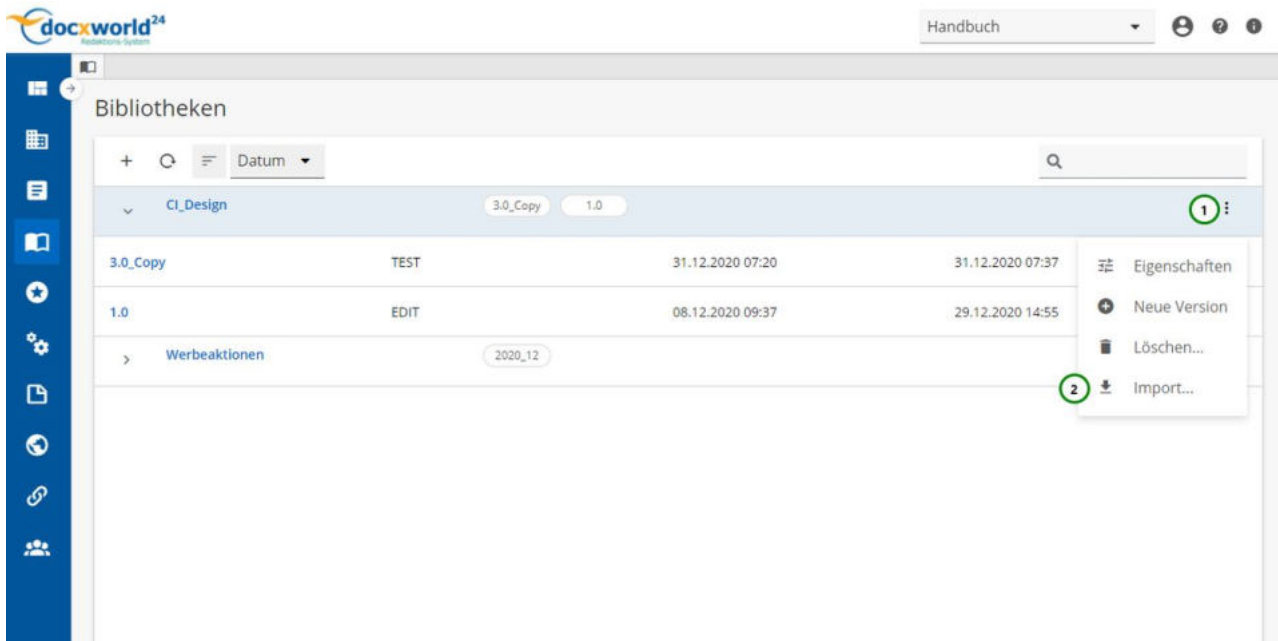 docxworld24
Redaktions-System
Handbuch
Bibliotheken
Datum
CI_Design 3.0_Copy 1.0 1
3.0_Copy TEST 31.12.2020 07:20 31.12.2020 07:37
Eigenschaften
1.0 EDIT 08.12.2020 09:37 29.12.2020 14:55
Neue Version
Werbeaktionen 2020_12
Löschen...
2 Import...